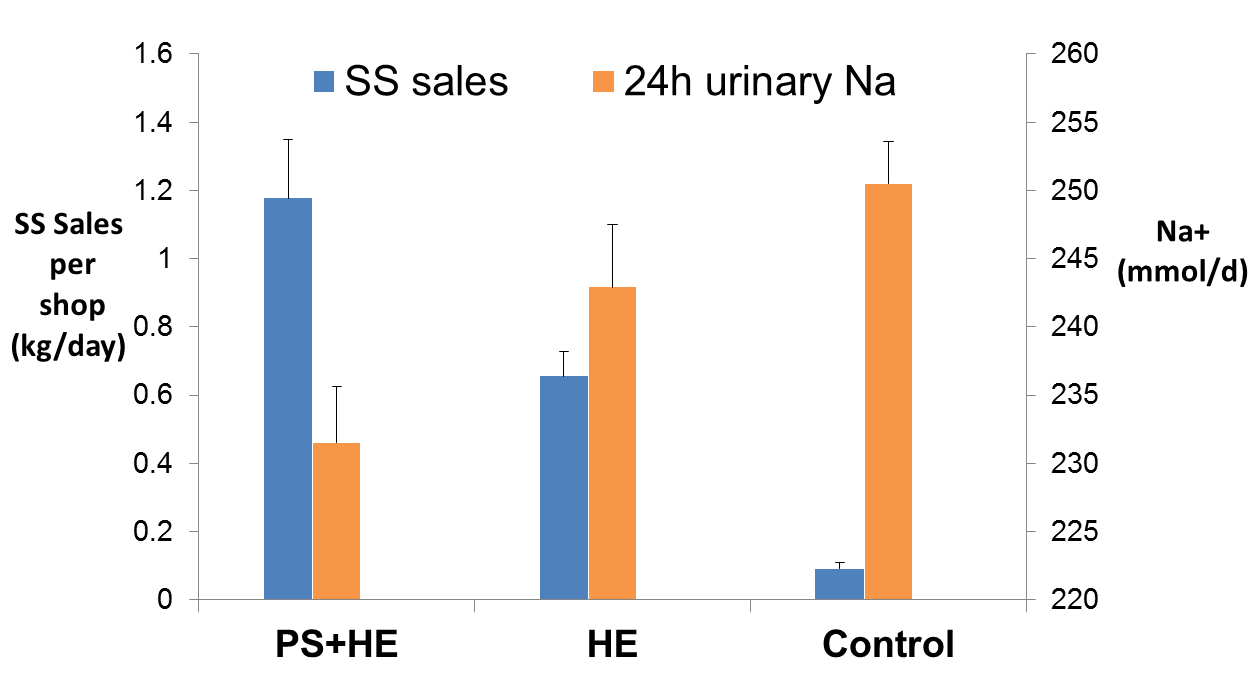 SS sales
24h urinary Na
1.6
1.4
1.2
1
0.8
0.6
0.4
0.2
0
SS Sales
per
shop
(kg/day)
260
255
250
245
240
235
230
225
220
Na+
(mmol/d)
PS+HE
HE
Control